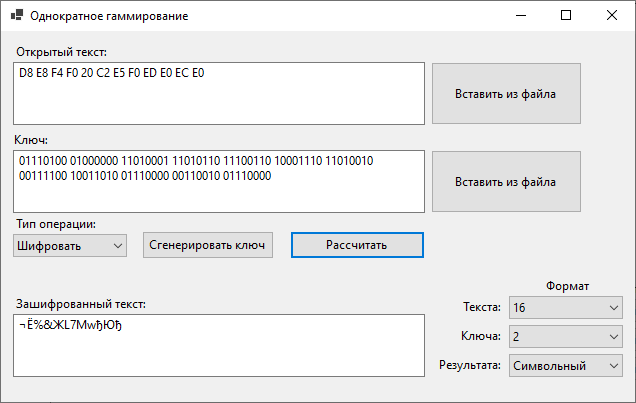 Однократное гаммирование
Открытый текст:
D8 E8 F4 F0 20 C2 E5 F0 ED E0 EC E0
Вставить из файла
Ключ:
01110100 01000000 11010001 11010110 11100110 10001110 11010010
00111100 10011010 01110000 00110010 01110000
Вставить из файла
Тип операции:
Шифровать
Сгенерировать ключ
Рассчитать
Зашифрованный текст:
¬Ё%&ЖL7МwђЮђ
Формат
Текста:
16
Ключа:
2
Результата:
Символьный